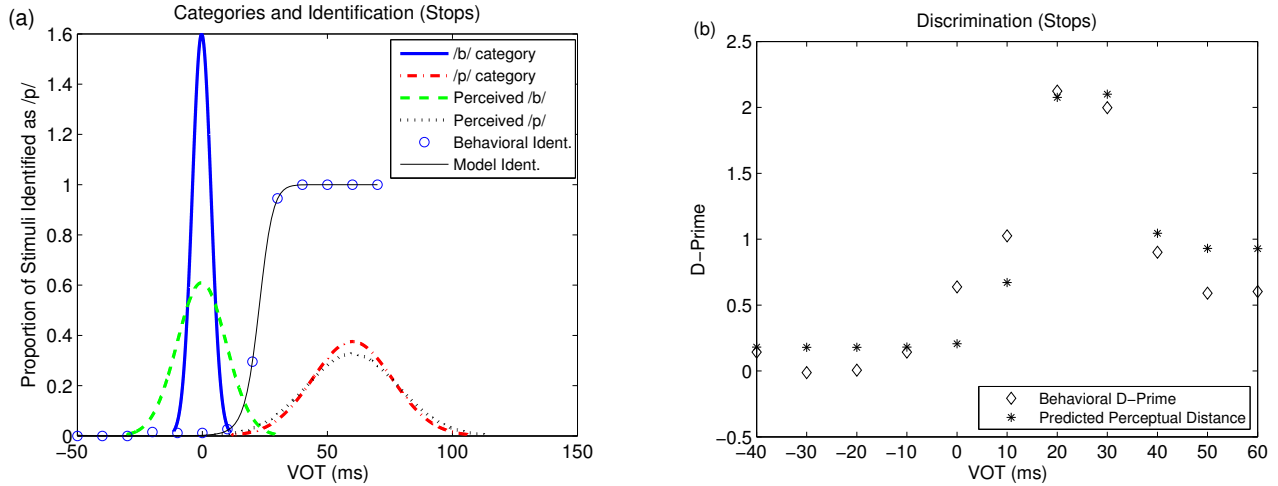 (a)
Categories and Identification (Stops)
1.6
1.4
1.2
1
0.8
0.6
0.4
0.2
0
Proportion of Stimuli Identified as /p/
/b/ category
/p/ category
Perceived /b/
Perceived /p/
Behavioral Ident.
Model Ident.
−50 0 50 100 150
VOT (ms)
(b)
Discrimination (Stops)
2.5
2
1.5
1
0.5
0
−0.5
D−Prime
Behavioral D−Prime
Predicted Perceptual Distance
−40 −30 −20 −10 0 10 20 30 40 50 60
VOT (ms)